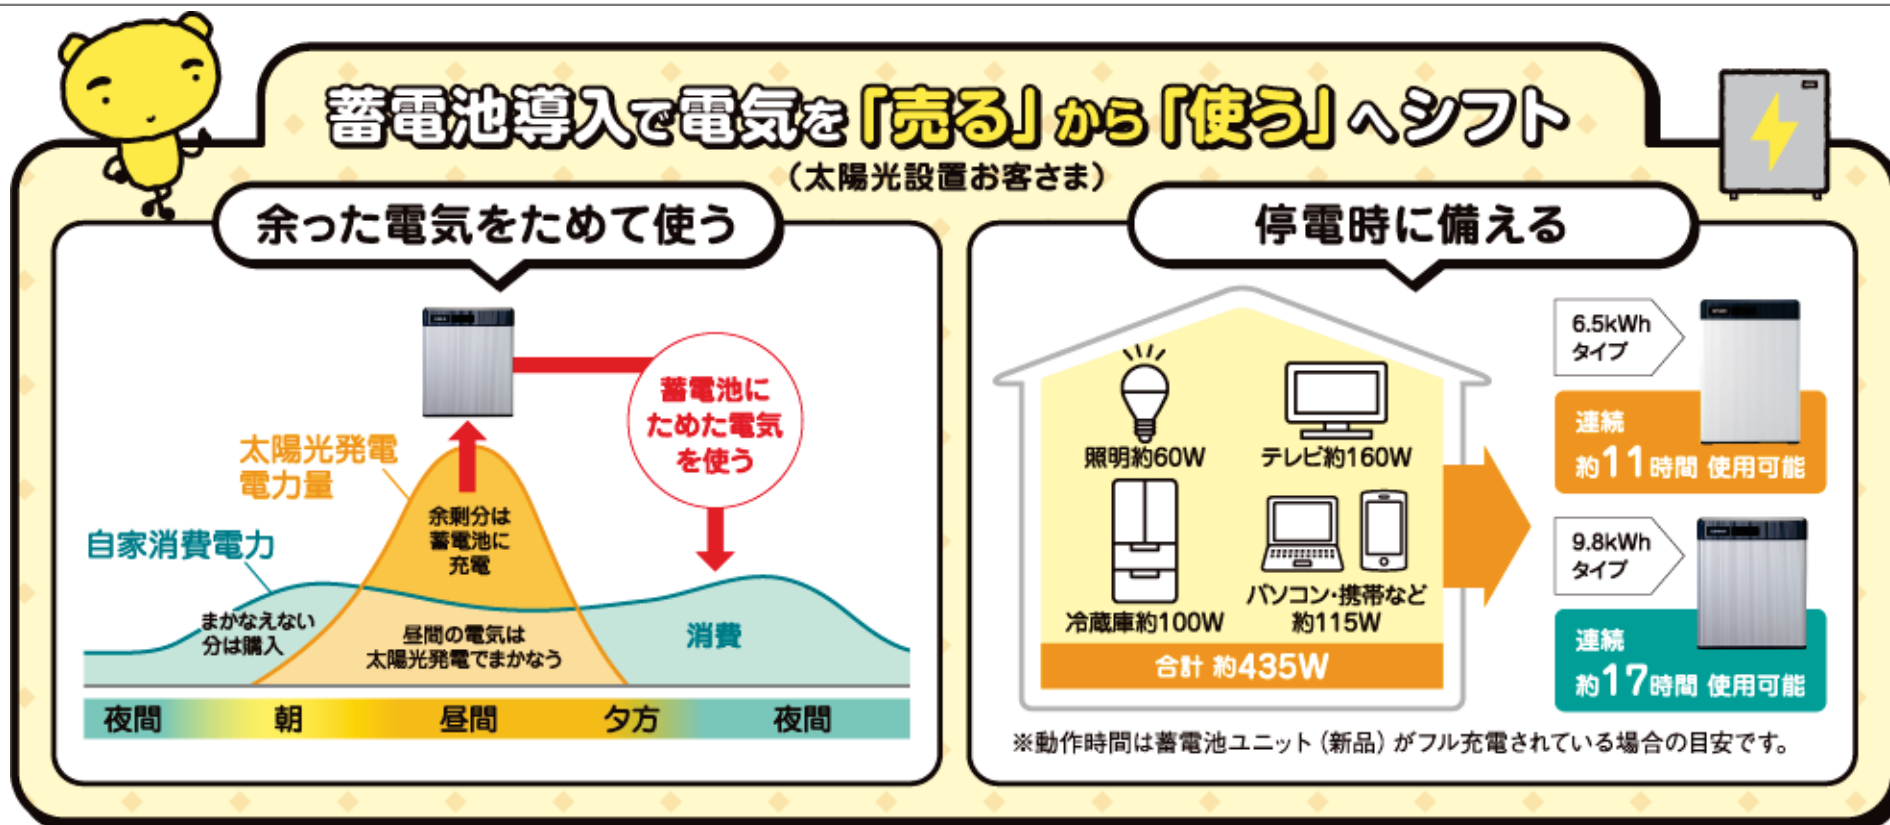 蓄電池導入で電気を「売る」から「使う」へシフト
（太陽光設置お客さま）
余った電気をためて使う
蓄電池に
ためた電気
を使う
太陽光発電
電力量
余剰分は
蓄電池に
充電
自家消費電力
まかなえない
分は購入
昼間の電気は
太陽光発電でまかなう
消費
夜間
朝
昼間
夕方
夜間
停電時に備える
照明約60W
テレビ約160W
冷蔵庫約100W
パソコン・携帯など
約115W
合計 約435W
6.5kWh
タイプ
連続
約11時間 使用可能
9.8kWh
タイプ
連続
約17時間 使用可能
※動作時間は蓄電池ユニット（新品）がフル充電されている場合の目安です。